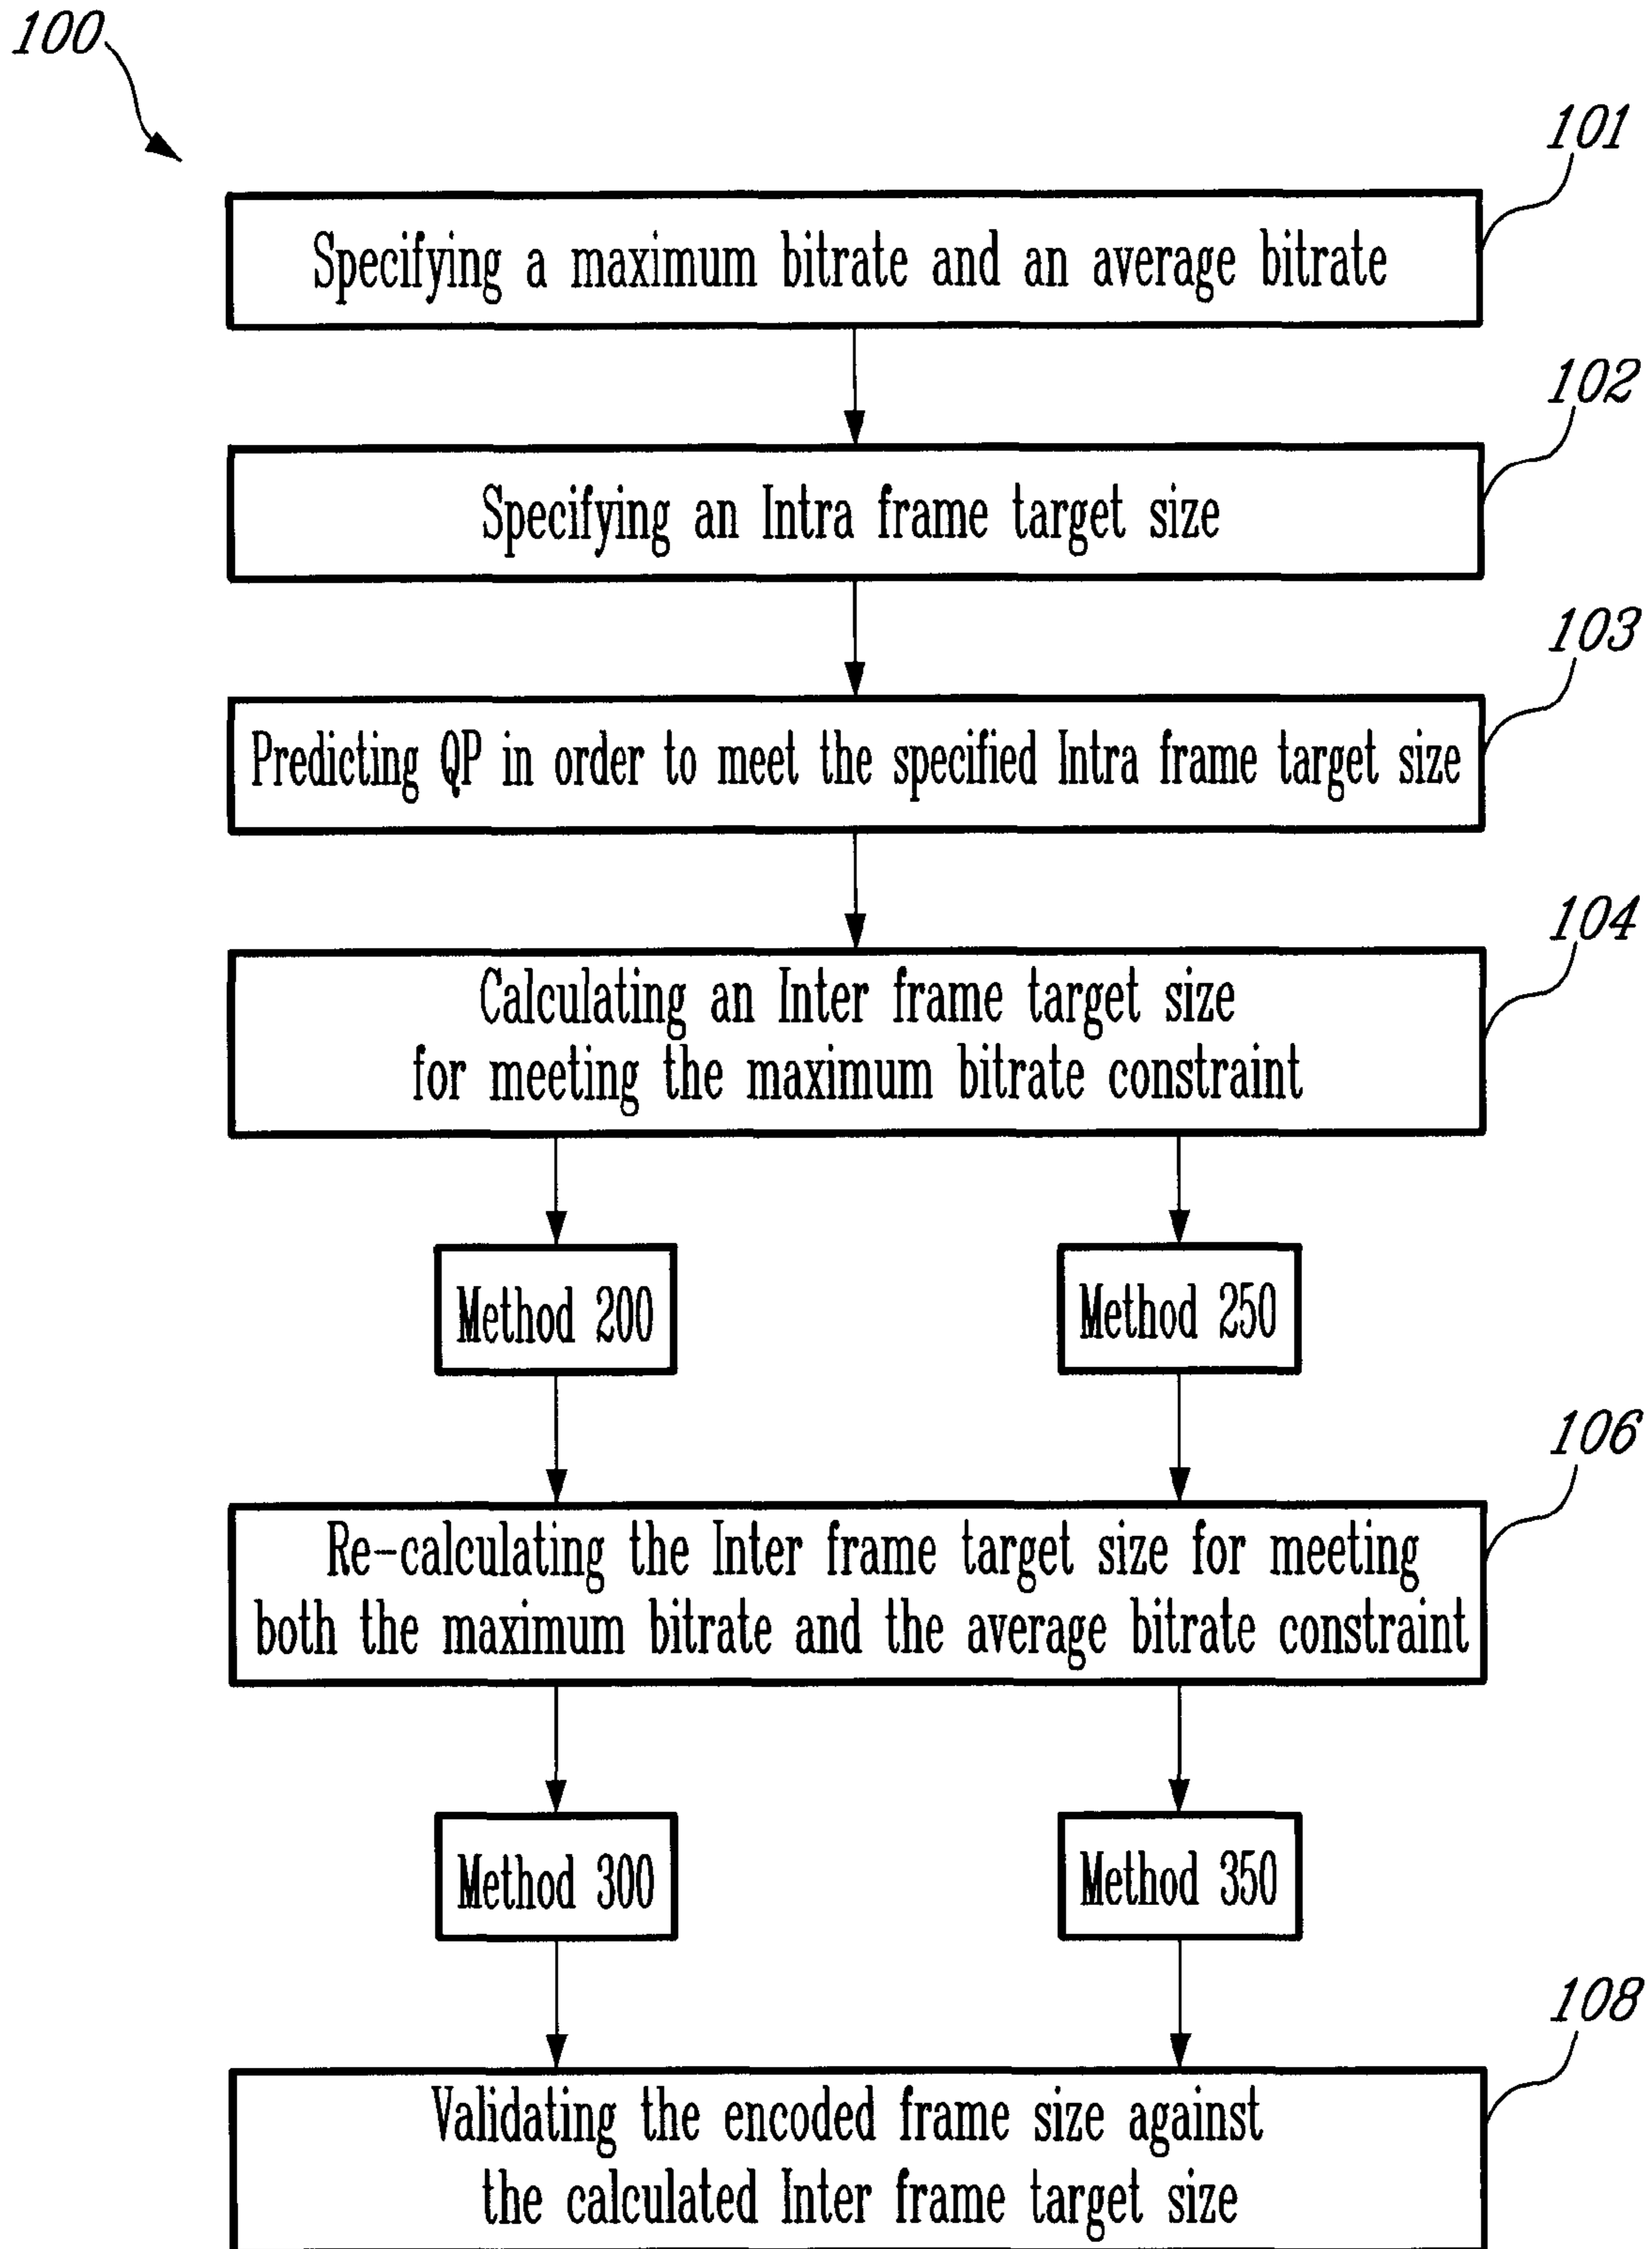 100
101
Specifying a maximum bitrate and an average bitrate
102
Specifying an Intra frame target size
103
Predicting QP in order to meet the specified Intra frame target size
104
Calculating an Inter frame target size
for meeting the maximum bitrate constraint
Method 200
Method 250
106
Re-calculating the Inter frame target size for meeting
both the maximum bitrate and the average bitrate constraint
Method 300
Method 350
108
Validating the encoded frame size against
the calculated Inter frame target size